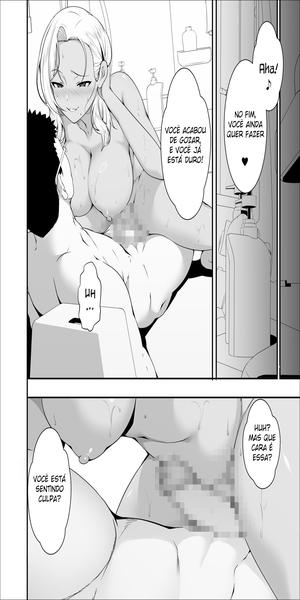 Aha!
♪
NO FIM,
VOCÊ AINDA
QUER FAZER
♥
VOCÊ ACABOU
DE GOZAR,
E VOCÊ JÁ
ESTÁ DURO!
UH
...
HUH?
MAS QUE
CARA É
ESSA?
VOCÊ ESTÁ
SENTINDO
CULPA?